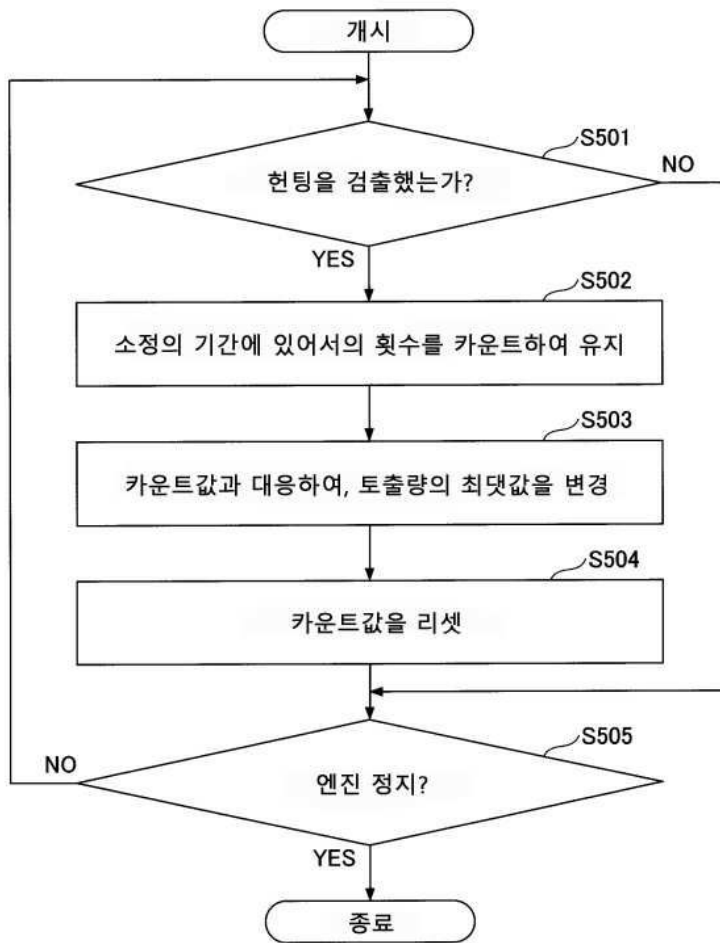 개시
S501
헌팅을 검출했는가?
NO
YES
S502
소정의 기간에 있어서의 횟수를 카운트하여 유지
S503
카운트값과 대응하여, 토출량의 최댓값을 변경
S504
카운트값을 리셋
S505
NO
엔진 정지?
YES
종료